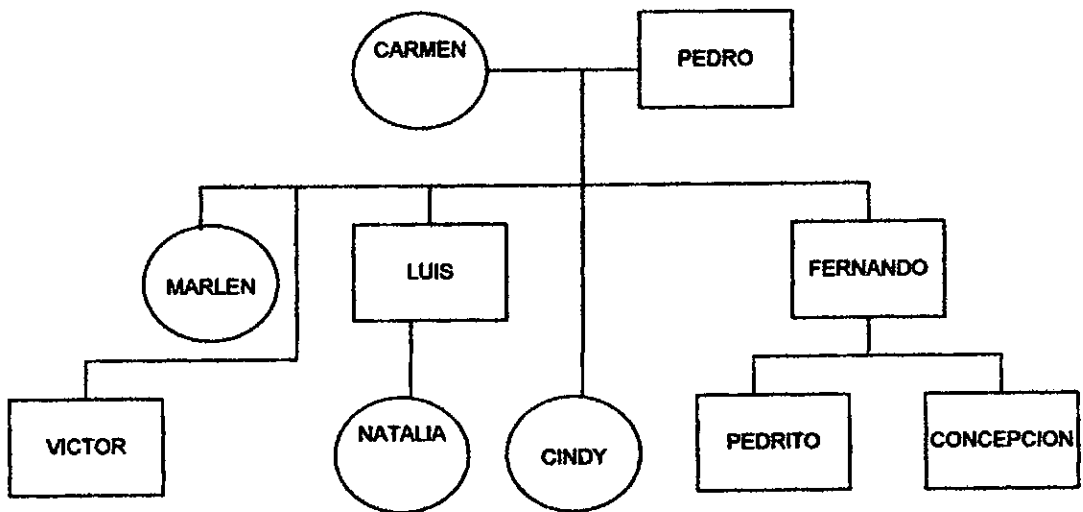 CARMEN
PEDRO
MARLEN
LUIS
FERNANDO
VICTOR
NATALIA
CINDY
PEDRITO
CONCEPCION